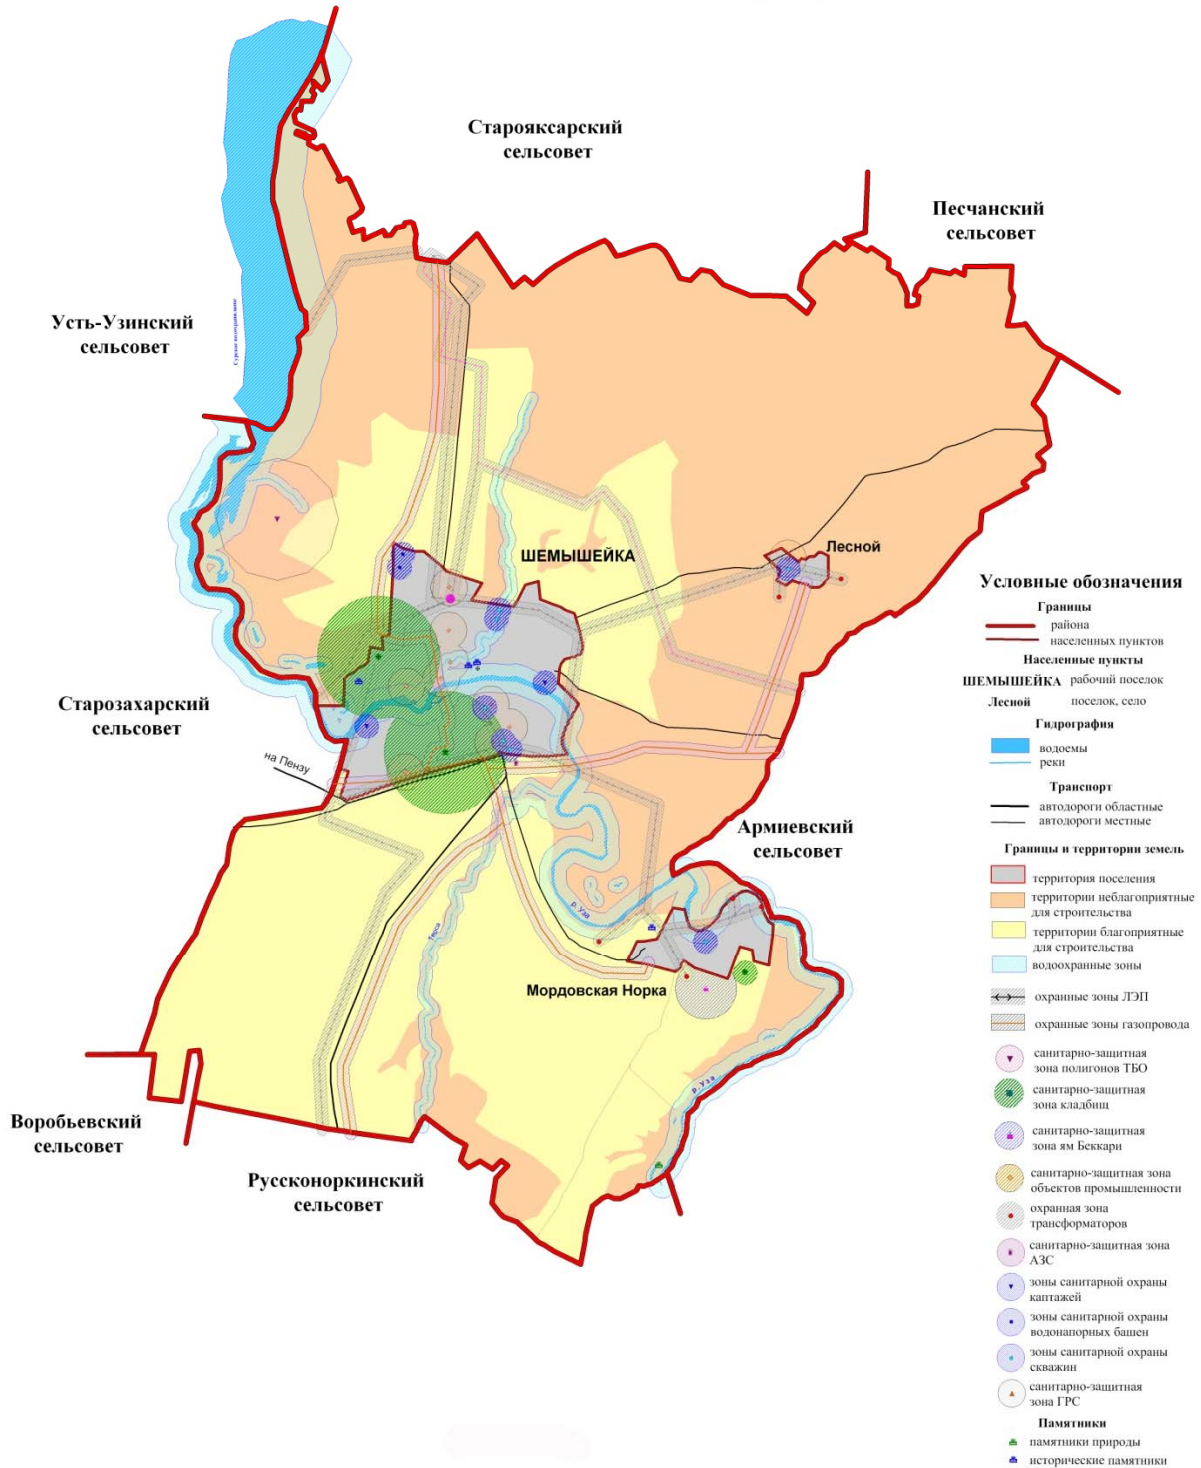 Старояксарский
сельсовет
Песчанский
сельсовет
Усть-Узинский
сельсовет
Сурское водохранилище
ШЕМЫШЕЙКА
Лесной
Старозахарский
сельсовет
на Пензу
Армиевский
сельсовет
р. Уза
Терса
Мордовская Норка
р. Уза
Воробьевский
сельсовет
Русскноркинский
сельсовет
Условные обозначения
Границы
района
населенных пунктов
Населенные пункты
ШЕМЫШЕЙКА рабочий поселок
Лесной поселок, село
Гидрография
водоемы
реки
Транспорт
автодороги областные
автодороги местные
Границы и территории земель
территория поселения
территории неблагоприятные
для строительства
территории благоприятные
для строительства
водоохранные зоны
охранные зоны ЛЭП
охранные зоны газопровода
санитарно-защитная
зона полигонов ТБО
санитарно-защитная
зона кладбищ
санитарно-защитная
зона ям Беккари
санитарно-защитная зона
объектов промышленности
охранная зона
трансформаторов
санитарно-защитная зона
АЗС
зоны санитарной охраны
каптажей
зоны санитарной охраны
водонапорных башен
зоны санитарной охраны
скважин
санитарно-защитная
зона ГРС
Памятники
памятники природы
исторические памятники